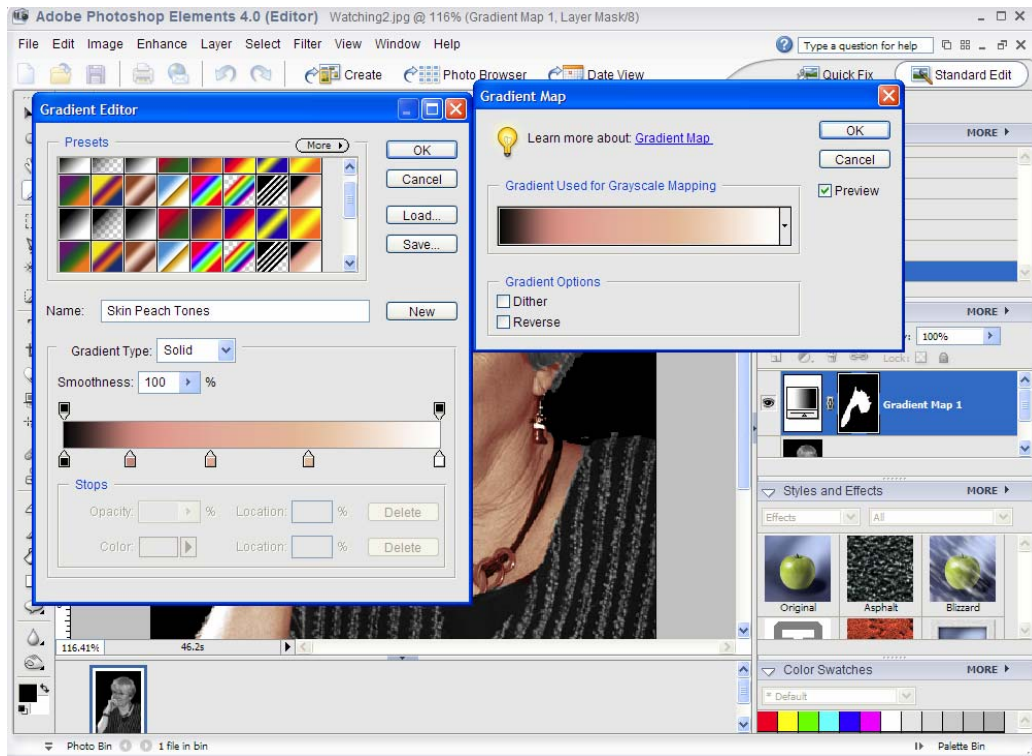 Adobe Photoshop Elements 4.0 (Editor) Watching2.jpg @ 116% (Gradient Map 1, Layer Mask/8)
File Edit Image Enhance Layer Select Filter View Window Help
Type a question for help
Create Photo Browser Date View
Quick Fix Standard Edit
Gradient Editor
Presets
More
OK
Cancel
Load...
Save...
Name: Skin Peach Tones
New
Gradient Type: Solid
Smoothness: 100 %
Stops
Opacity: % Location: % Delete
Color: Location: % Delete
Gradient Map
Learn more about: Gradient Map
OK
Cancel
Preview
Gradient Used for Grayscale Mapping
Gradient Options
Dither
Reverse
MORE
MORE
100%
Lock:
Gradient Map 1
Styles and Effects MORE
Effects All
Original Asphalt Blizzard
116.41% 46.2s
Color Swatches MORE
* Default
Photo Bin 1 file in bin
Palette Bin